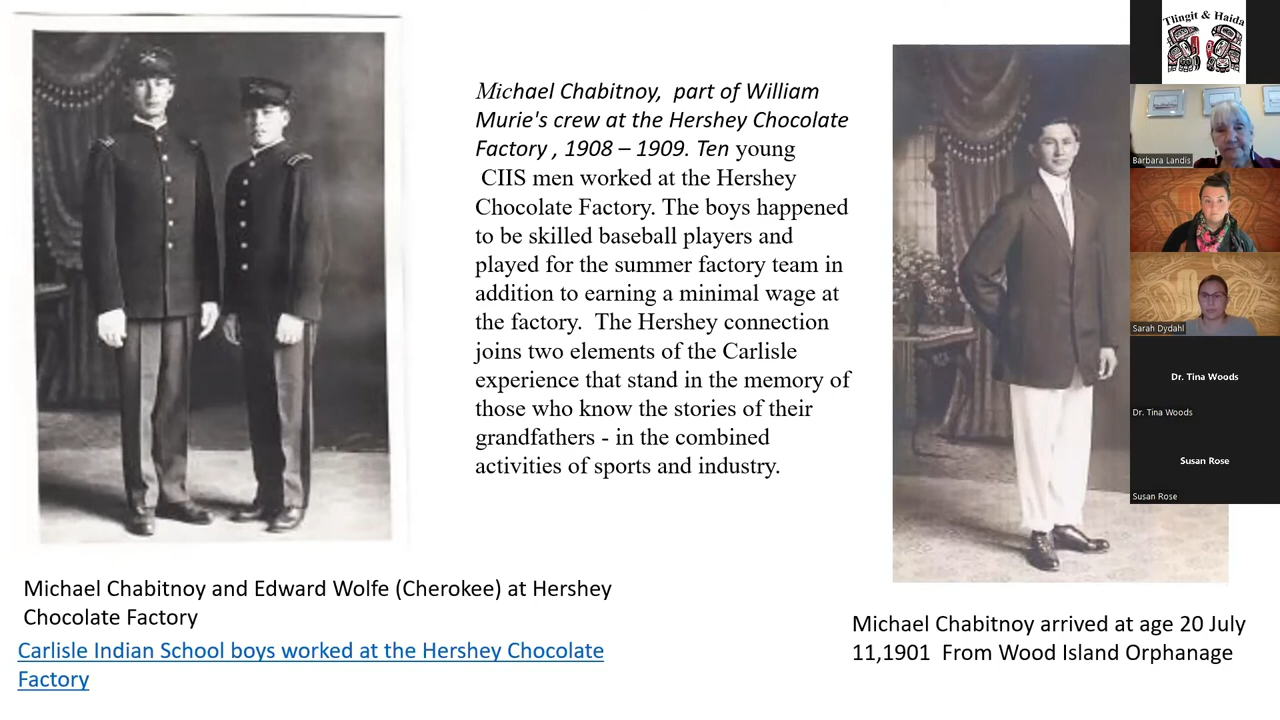 Michael Chabitnoy,  part of William
Murie's crew at the Hershey Chocolate
Factory , 1908 – 1909. Ten young
CIIS men worked at the Hershey
Chocolate Factory. The boys happened
to be skilled baseball players and
played for the summer factory team in
addition to earning a minimal wage at
the factory.  The Hershey connection
joins two elements of the Carlisle
experience that stand in the memory of
those who know the stories of their
grandfathers - in the combined
activities of sports and industry.
Michael Chabitnoy and Edward Wolfe (Cherokee) at Hershey
Chocolate Factory
Carlisle Indian School boys worked at the Hershey Chocolate
Factory
Michael Chabitnoy arrived at age 20 July
11,1901  From Wood Island Orphanage
Tlingit & Haida
Barbara Landis
Sarah Dydahl
Dr. Tina Woods
Dr. Tina Woods
Susan Rose
Susan Rose